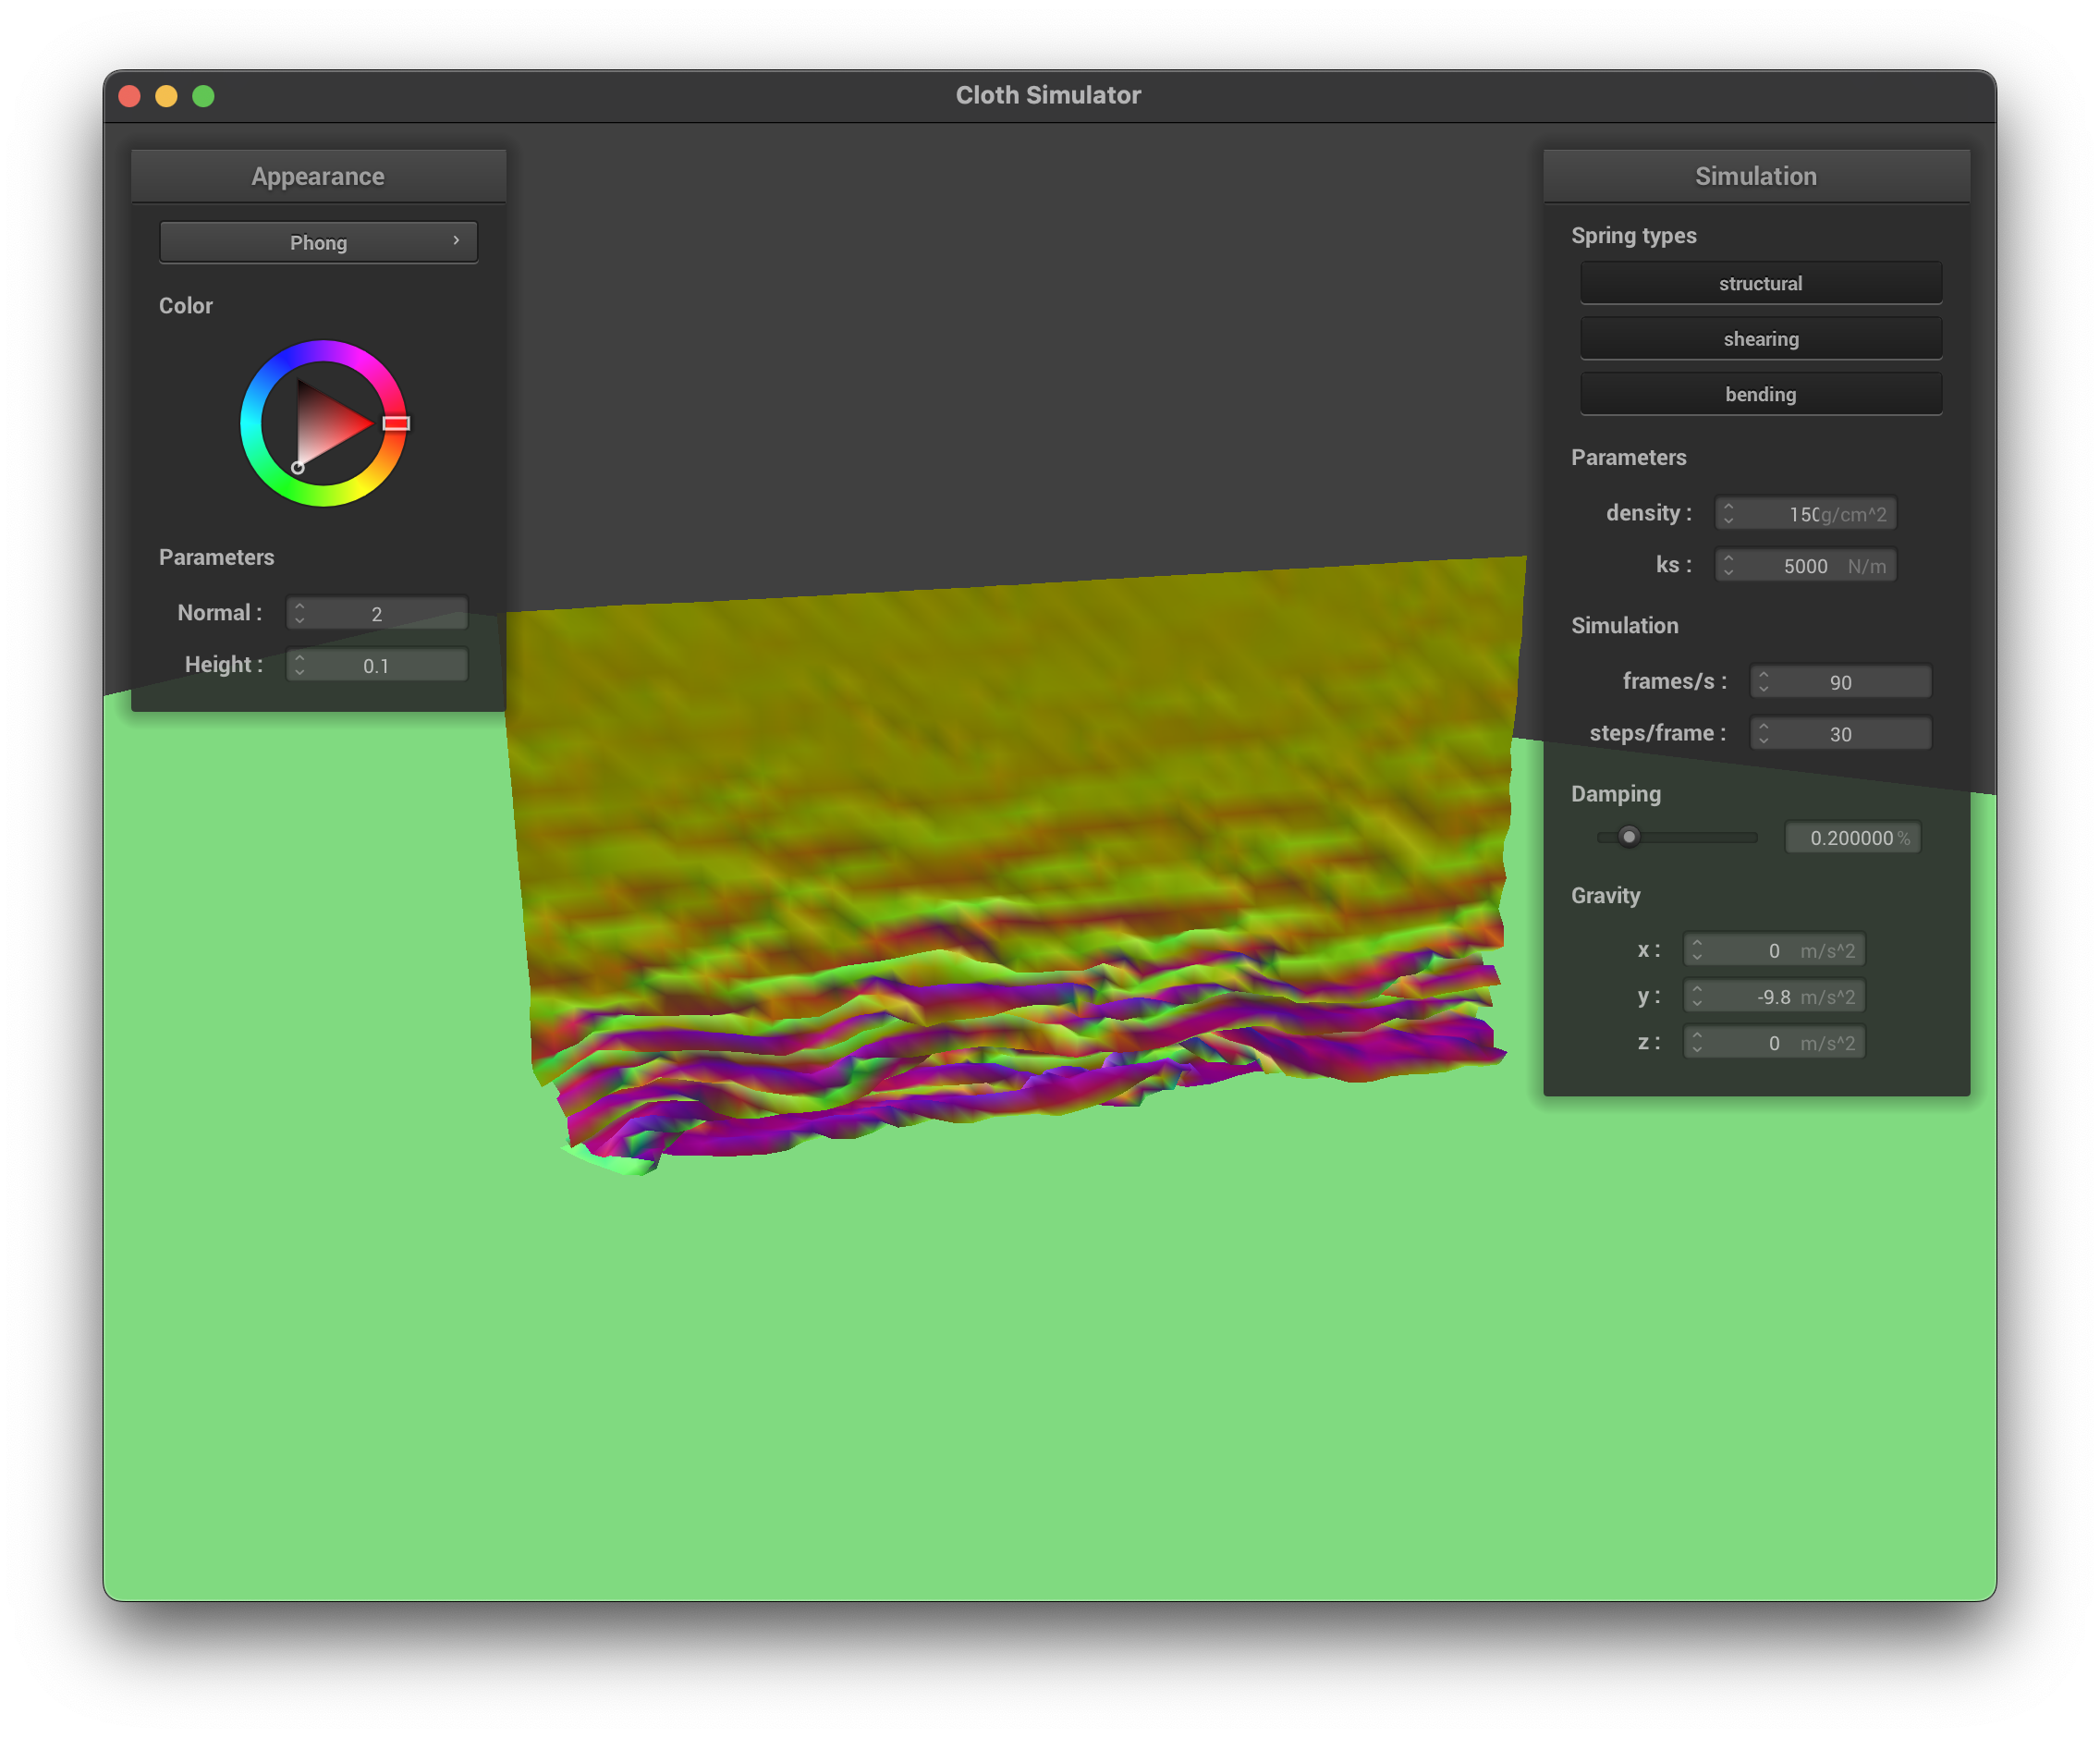 Cloth Simulator
Appearance
Phong
Color
Parameters
Normal : 2
Height : 0.1
Simulation
Spring types
structural
shearing
bending
Parameters
density : 150 g/cm^2
ks : 5000 N/m
Simulation
frames/s : 90
steps/frame : 30
Damping
0.200000 %
Gravity
x : 0 m/s^2
y : -9.8 m/s^2
z : 0 m/s^2